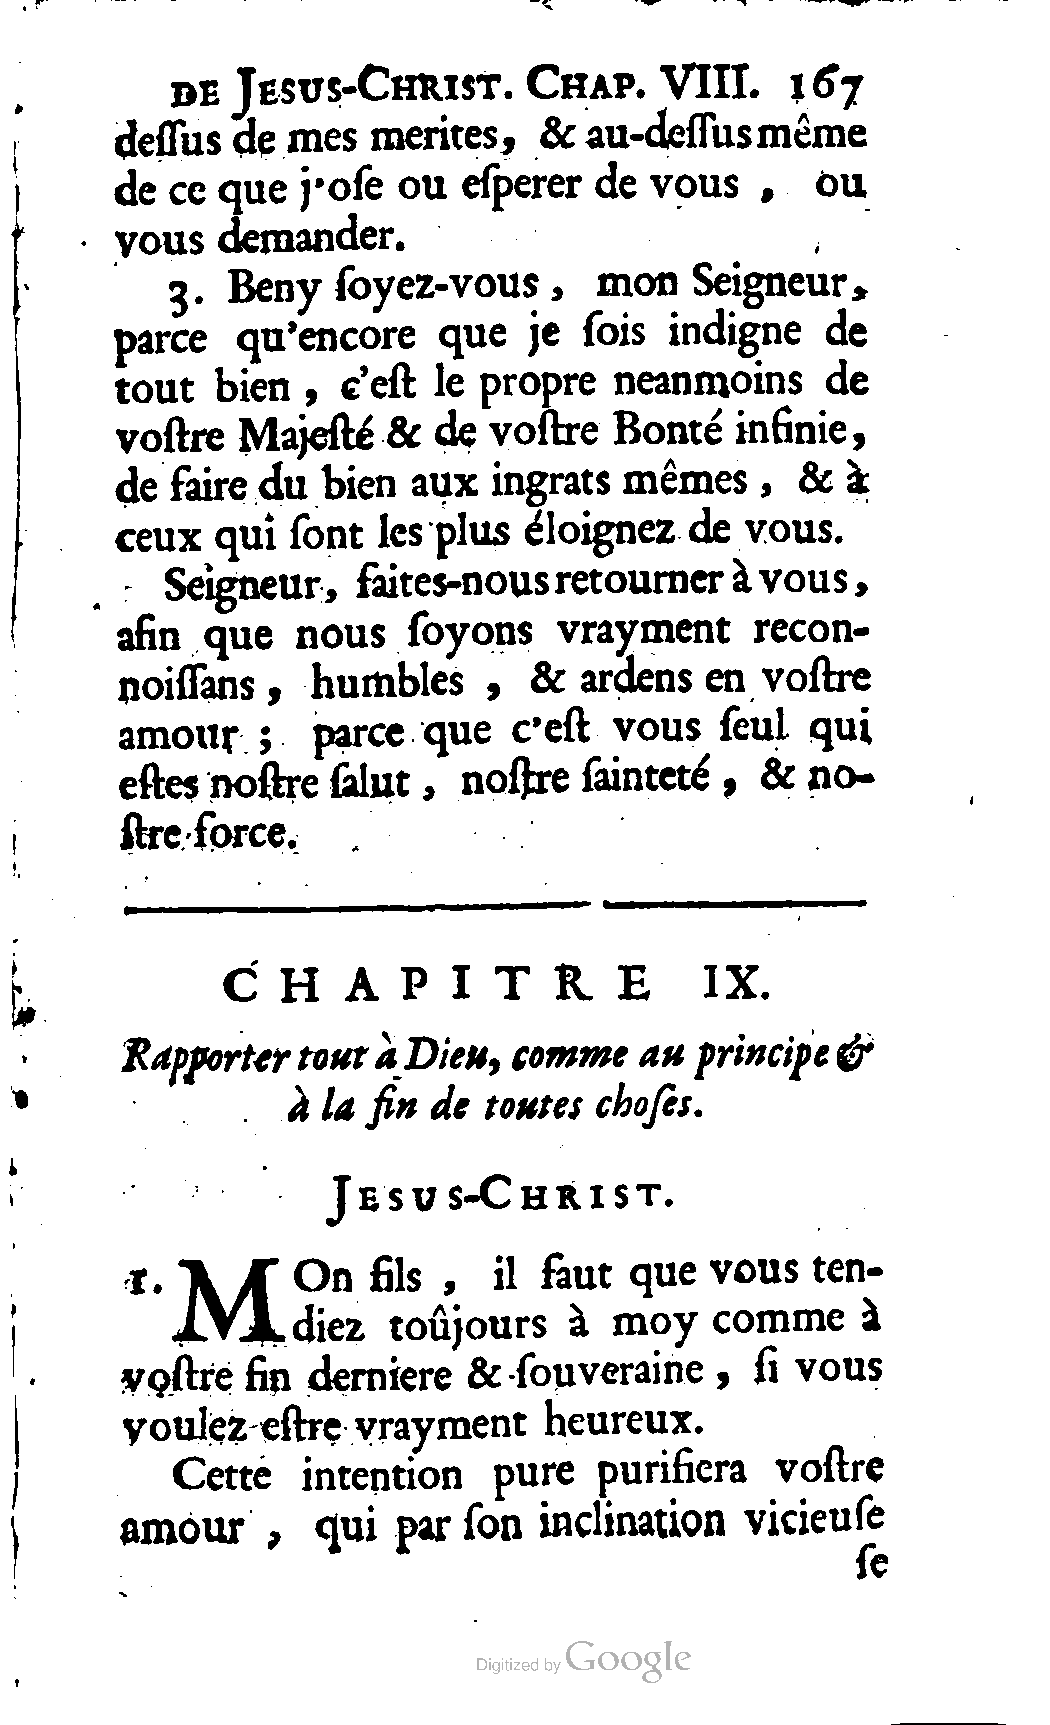 DE JESUS-CHRIST. CHAP. VIII. 167
deſſus de mes merites, & au-deſſus même
de ce que j'oſe ou eſperer de vous , ou
vous demander.
3. Beny ſoyez-vous , mon Seigneur,
parce qu'encore que je ſois indigne de
tout bien , c'eſt le propre neanmoins de
voſtre Majeſté & de voſtre Bonté infinie,
de faire du bien aux ingrats mêmes , & à
ceux qui ſont les plus éloignez de vous.
Seigneur, faites-nous retourner à vous,
afin que nous ſoyons vrayment recon-
noiſſans , humbles , & ardens en voſtre
amour ; parce que c'eſt vous ſeul qui
eſtes noſtre ſalut , noſtre ſainteté , & no-
ſtre force.
CHAPITRE IX.
Rapporter tout à Dieu, comme au principe &
à la fin de toutes choſes.
JESUS-CHRIST.
1. MOn fils , il faut que vous ten-
diez toûjours à moy comme à
voſtre fin derniere & ſouveraine , ſi vous
voulez eſtre vrayment heureux.
Cette intention pure purifiera voſtre
amour , qui par ſon inclination vicieuſe
ſe
Digitized by Google